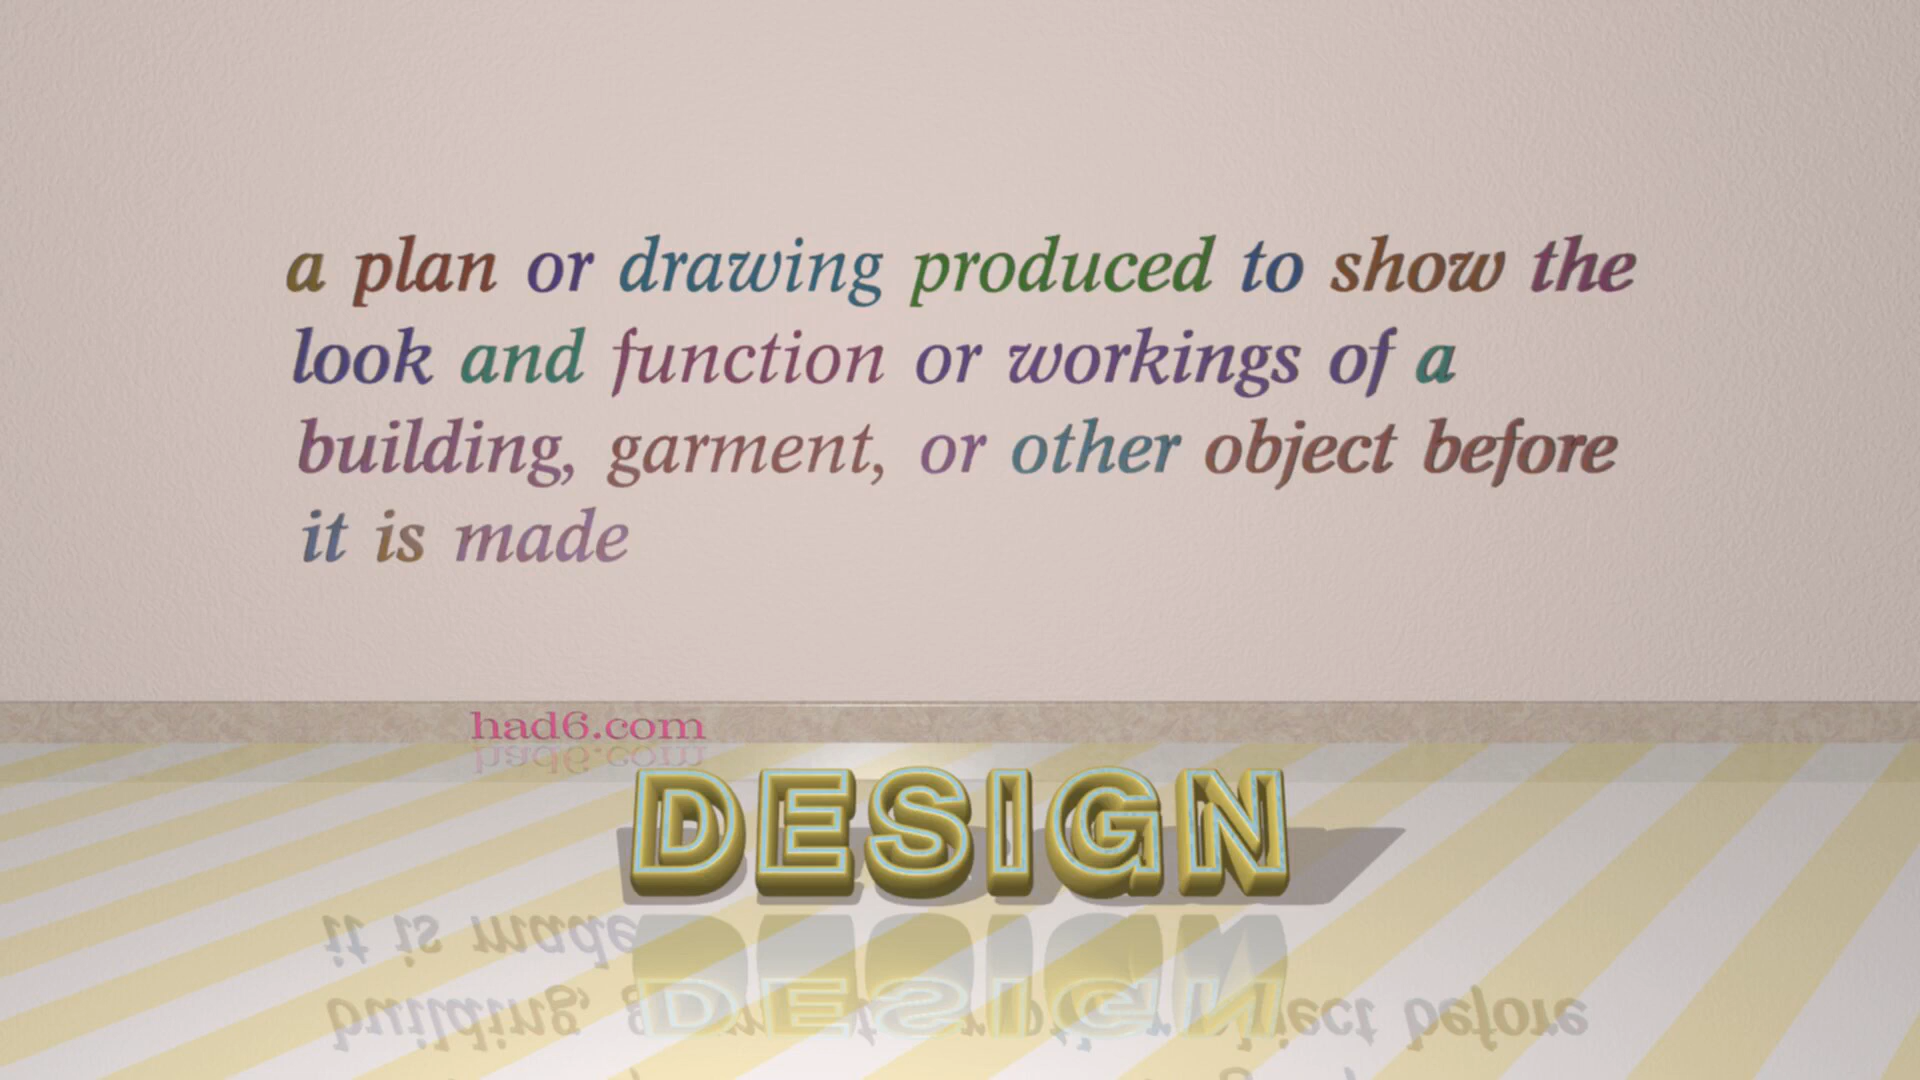 a plan or drawing produced to show the
look and function or workings of a
building, garment, or other object before
it is made
had6.com
DESIGN